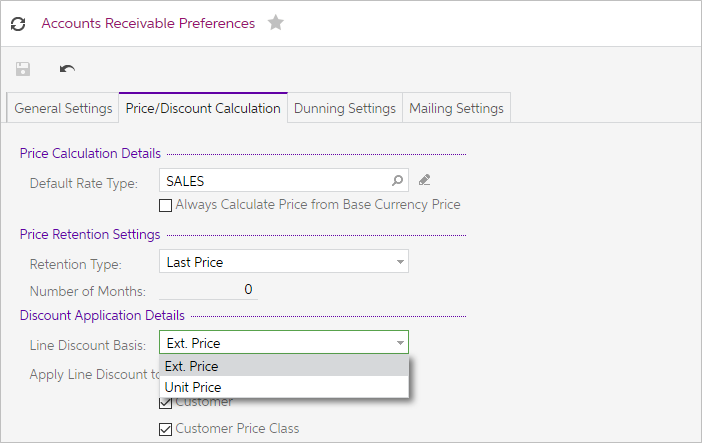 Accounts Receivable Preferences
General Settings Price/Discount Calculation Dunning Settings Mailing Settings
Price Calculation Details
Default Rate Type: SALES
Always Calculate Price from Base Currency Price
Price Retention Settings
Retention Type: Last Price
Number of Months: 0
Discount Application Details
Line Discount Basis: Ext. Price
Ext. Price
Apply Line Discount to
Unit Price
Customer
Customer Price Class